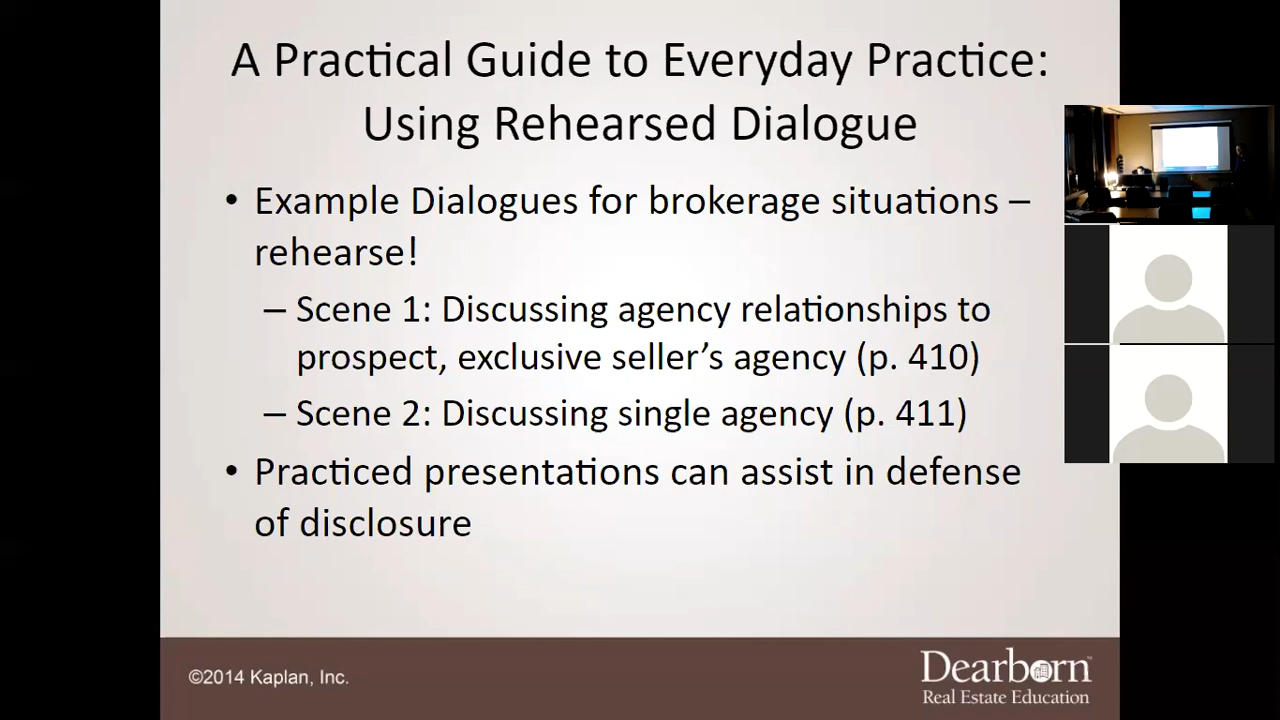 A Practical Guide to Everyday Practice:
Using Rehearsed Dialogue
• Example Dialogues for brokerage situations –
rehearse!
– Scene 1: Discussing agency relationships to
prospect, exclusive seller’s agency (p. 410)
– Scene 2: Discussing single agency (p. 411)
• Practiced presentations can assist in defense
of disclosure
©2014 Kaplan, Inc.
Dearborn™
Real Estate Education